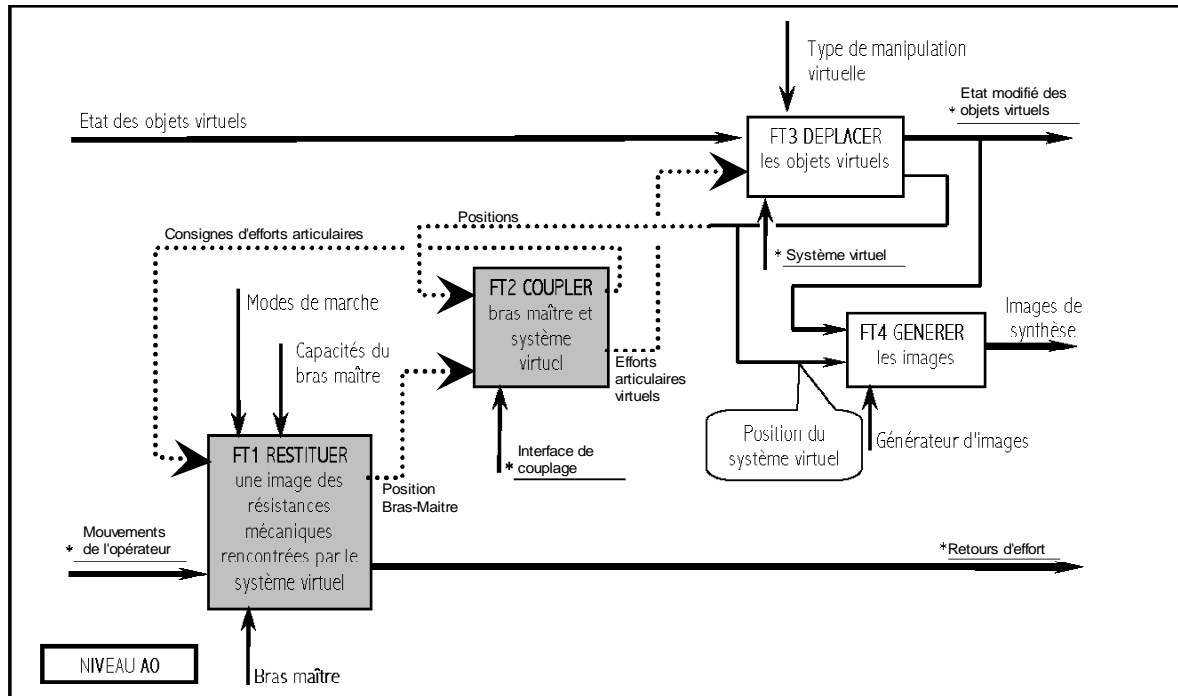 Type de manipulation
virtuelle
Etat modifié des
* objets virtuels
Etat des objets virtuels
FT3 DEPLACER
les objets virtuels
Positions
Consignes d'efforts articulaires
* Système virtuel
FT2 COUPLER
bras maître et
système
virtucl
Modes de marche
Images de
synthèse
Capacités du
bras maître
FT4 GENERER
les images
Efforts
articulaires
virtuels
Position du
système virtuel
Générateur d'images
FT1 RESTITUER
une image des
résistances
mécaniques
rencontrées par le
système virtuel
Interface de
* couplage
Position
Bras-Maitre
Mouvements
* de l'opérateur
*Retours d'effort
NIVEAU A0
Bras maître